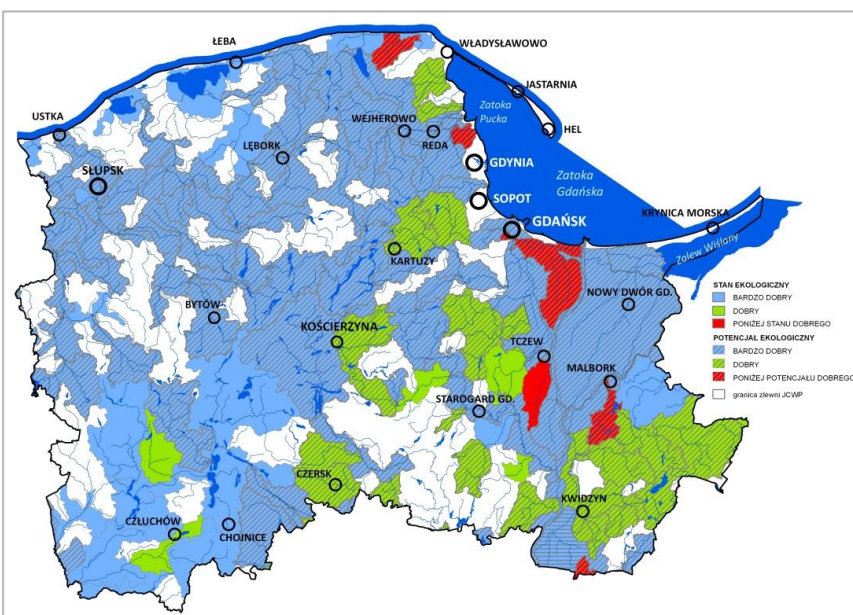 ŁEBA
WŁADYSŁAWOWO
JASTARNIA
Zatoka
Pucka
USTKA
WEJHEROWO
REDA
HEL
LĘBORK
GDYNIA
SŁUPSK
Zatoka
Gdańska
SOPOT
KRYNICA MORSKA
GDAŃSK
KARTUZY
Zalew Wiślany
STAN EKOLOGICZNY
BARDZO DOBRY
DOBRY
PONIŻEJ STANU DOBREGO
POTENCJAŁ EKOLOGICZNY
BARDZO DOBRY
DOBRY
PONIŻEJ POTENCJAŁU DOBREGO
granica zlewni JCWP
NOWY DWÓR GD.
BYTÓW
KOŚCIERZYNA
TCZEW
MALBORK
STAROGARD GD.
CZERSK
KWIDZYN
CZŁUCHÓW
CHOJNICE